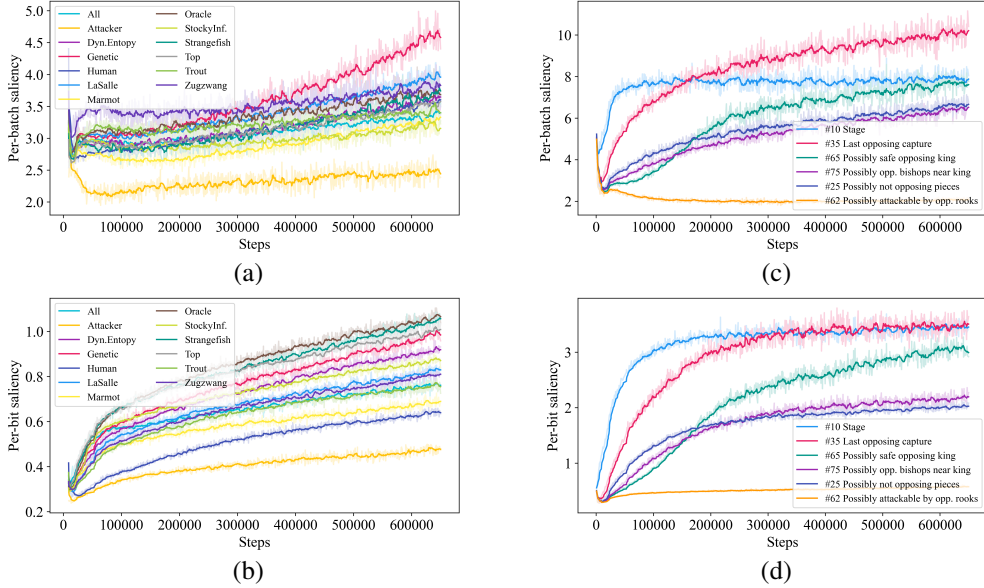 5.0
4.5
4.0
3.5
3.0
2.5
2.0
Per-batch saliency
All
Attacker
Dyn.Entopy
Genetic
Human
LaSalle
Marmot
Oracle
StockyInf.
Strangefish
Top
Trout
Zugzwang
0 100000 200000 300000 400000 500000 600000
Steps
(a)
10
8
6
4
2
Per-batch saliency
#10 Stage
#35 Last opposing capture
#65 Possibly safe opposing king
#75 Possibly opp. bishops near king
#25 Possibly not opposing pieces
#62 Possibly attackable by opp. rooks
0 100000 200000 300000 400000 500000 600000
Steps
(c)
1.0
0.8
0.6
0.4
0.2
Per-bit saliency
All
Attacker
Dyn.Entopy
Genetic
Human
LaSalle
Marmot
Oracle
StockyInf.
Strangefish
Top
Trout
Zugzwang
0 100000 200000 300000 400000 500000 600000
Steps
(b)
3
2
1
Per-bit saliency
#10 Stage
#35 Last opposing capture
#65 Possibly safe opposing king
#75 Possibly opp. bishops near king
#25 Possibly not opposing pieces
#62 Possibly attackable by opp. rooks
0 100000 200000 300000 400000 500000 600000
Steps
(d)